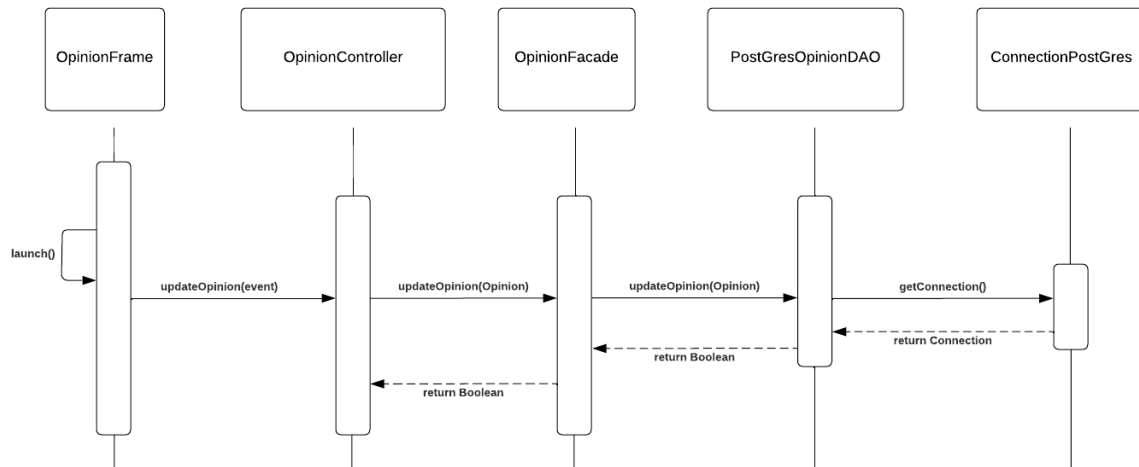 OpinionFrame
OpinionController
OpinionFacade
PostGresOpinionDAO
ConnectionPostGres
launch()
updateOpinion(event)
updateOpinion(Opinion)
updateOpinion(Opinion)
getConnection()
return Connection
return Boolean
return Boolean